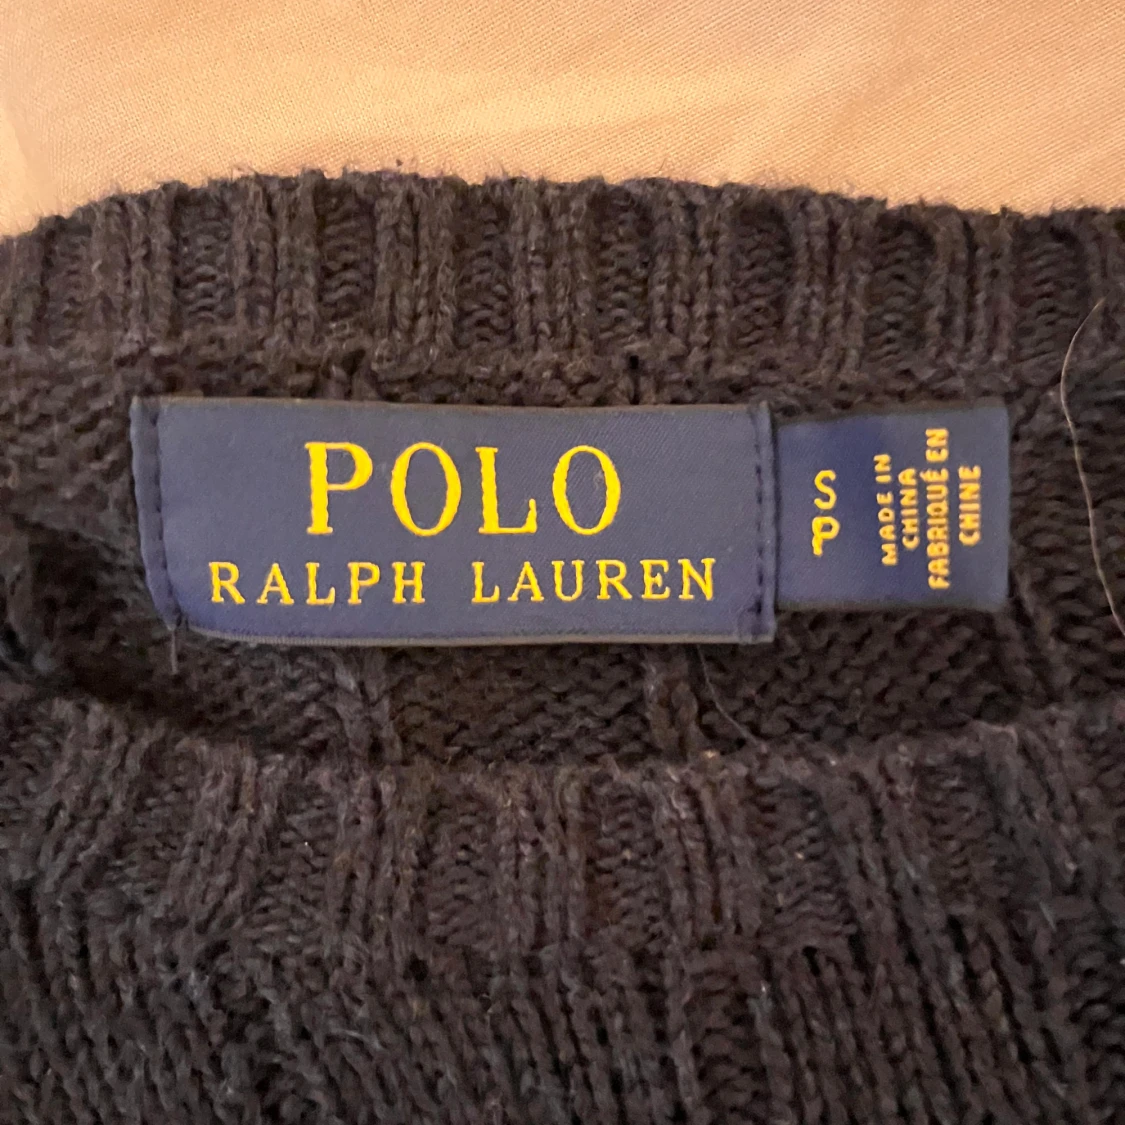 POLO
RALPH LAUREN
S
P
MADE IN
CHINA
FABRIQUÉ EN
CHINE